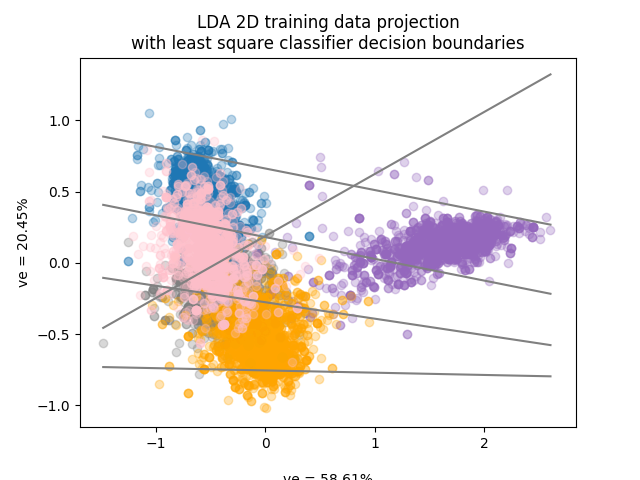 LDA 2D training data projection
with least square classifier decision boundaries
1.0
0.5
0.0
−0.5
−1.0
ve = 20.45%
−1
0
1
2
ve = 58.61%